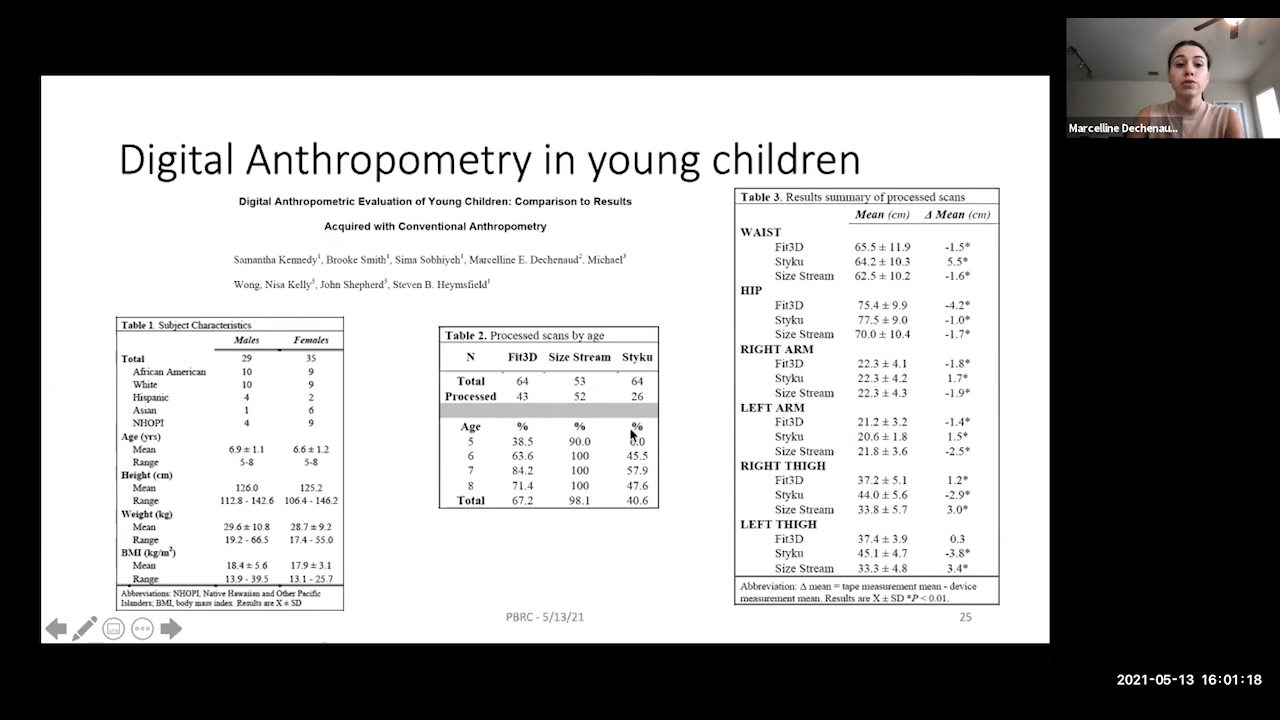 Digital Anthropometry in young children
Digital Anthropometric Evaluation of Young Children: Comparison to Results
Acquired with Conventional Anthropometry
Samantha Kennedy¹, Brooke Smith¹, Sima Sobhiyeh¹, Marcelline E. Dechenaud², Michael³
Wong, Nisa Kelly³, John Shepherd³, Steven B. Heymsfield¹
Table 1. Subject Characteristics
Males Females
Total 29 35
African American 10 9
White 10 9
Hispanic 4 2
Asian 1 6
NHOPI 4 9
Age (yrs)
Mean 6.9 ± 1.1 6.6 ± 1.2
Range 5-8 5-8
Height (cm)
Mean 126.0 125.2
Range 112.8 - 142.6 106.4 - 146.2
Weight (kg)
Mean 29.6 ± 10.8 28.7 ± 9.2
Range 19.2 - 66.5 17.4 - 55.0
BMI (kg/m²)
Mean 18.4 ± 5.6 17.9 ± 3.1
Range 13.9 - 39.5 13.1 - 25.7
Abbreviations: NHOPI, Native Hawaiian and Other Pacific
Islanders; BMI, body mass index. Results are X ± SD
Table 2. Processed scans by age
N Fit3D Size Stream Styku
Total 64 53 64
Processed 43 52 26
Age % % %
5 38.5 90.0 0.0
6 63.6 100 45.5
7 84.2 100 57.9
8 71.4 100 47.6
Total 67.2 98.1 40.6
Table 3. Results summary of processed scans
Mean (cm) Δ Mean (cm)
WAIST
Fit3D 65.5 ± 11.9 -1.5*
Styku 64.2 ± 10.3 5.5*
Size Stream 62.5 ± 10.2 -1.6*
HIP
Fit3D 75.4 ± 9.9 -4.2*
Styku 77.5 ± 9.0 -1.0*
Size Stream 70.0 ± 10.4 -1.7*
RIGHT ARM
Fit3D 22.3 ± 4.1 -1.8*
Styku 22.3 ± 4.2 1.7*
Size Stream 22.3 ± 4.3 -1.9*
LEFT ARM
Fit3D 21.2 ± 3.2 -1.4*
Styku 20.6 ± 1.8 1.5*
Size Stream 21.8 ± 3.6 -2.5*
RIGHT THIGH
Fit3D 37.2 ± 5.1 1.2*
Styku 44.0 ± 5.6 -2.9*
Size Stream 33.8 ± 5.7 3.0*
LEFT THIGH
Fit3D 37.4 ± 3.9 0.3
Styku 45.1 ± 4.7 -3.8*
Size Stream 33.3 ± 4.8 3.4*
Abbreviation: Δ mean = tape measurement mean - device
measurement mean. Results are X ± SD *P < 0.01.
PBRC - 5/13/21
25
Marcelline Dechenau...
2021-05-13 16:01:18